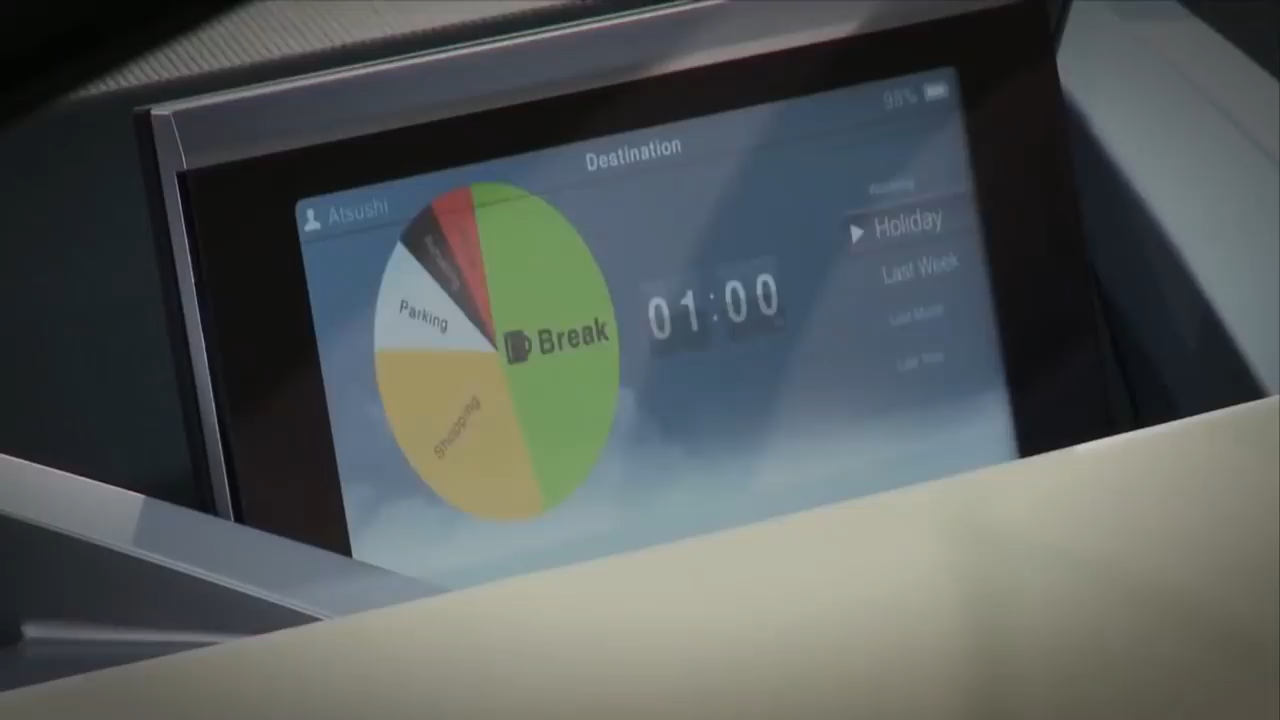 98%
Destination
Atsushi
Holiday
01:00
Last Week
Parking
Break
Shopping